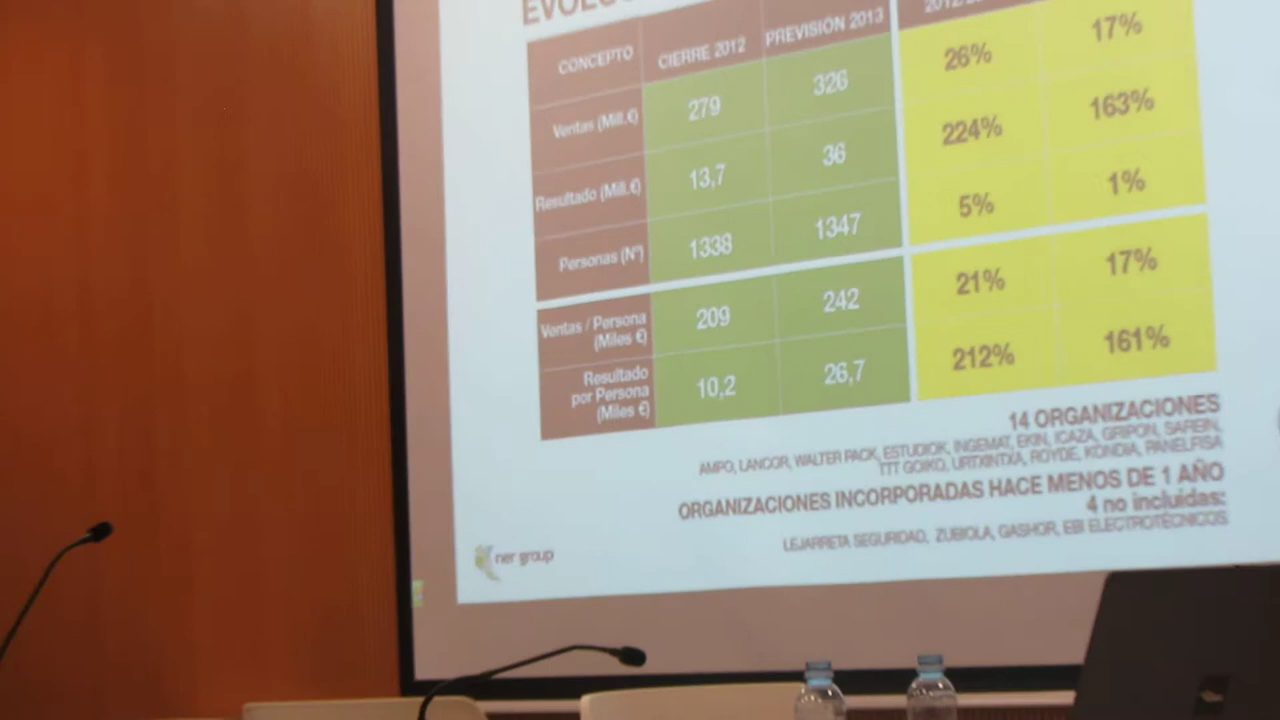 CONCEPTO CIERRE 2012 PREVISIÓN 2013
Ventas (Mill.€) 279 326 26% 17%
Resultado (Mill.€) 13,7 36 224% 163%
Personas (Nº) 1338 1347 5% 1%
Ventas / Persona (Miles €) 209 242 21% 17%
Resultado por Persona (Miles €) 10,2 26,7 212% 161%
14 ORGANIZACIONES
AMPO, LANCOR, WALTER PACK, ESTUDIOK, INGEMAT, EKIN, ICAZA, GRIPON, SAREIN,
TTT GOIKO, URTXINTXA, ROYDE, KONDIA, PANELFISA
ORGANIZACIONES INCORPORADAS HACE MENOS DE 1 AÑO
4 no incluidas:
LEJARRETA SEGURIDAD, ZUBIOLA, GASHOR, EBI ELECTROTÉCNICOS
ner group